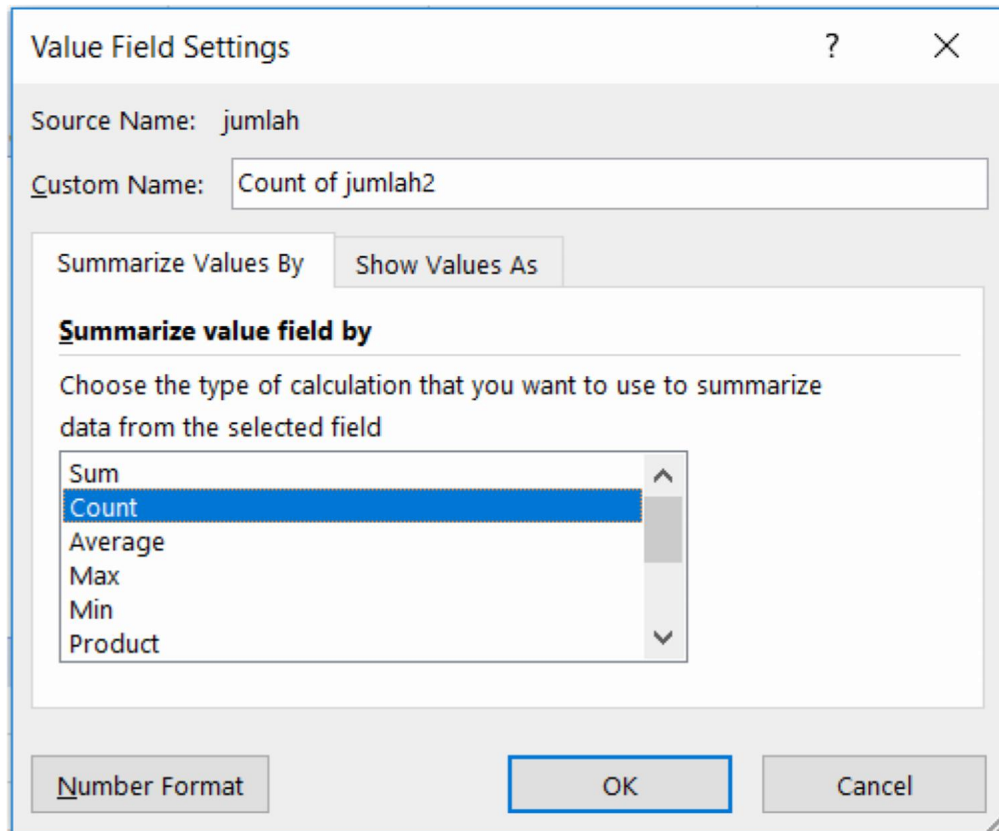 Value Field Settings ?
Source Name: jumlah
Custom Name: Count of jumlah2
Summarize Values By Show Values As
Summarize value field by
Choose the type of calculation that you want to use to summarize
data from the selected field
Sum
Count
Average
Max
Min
Product
Number Format OK Cancel